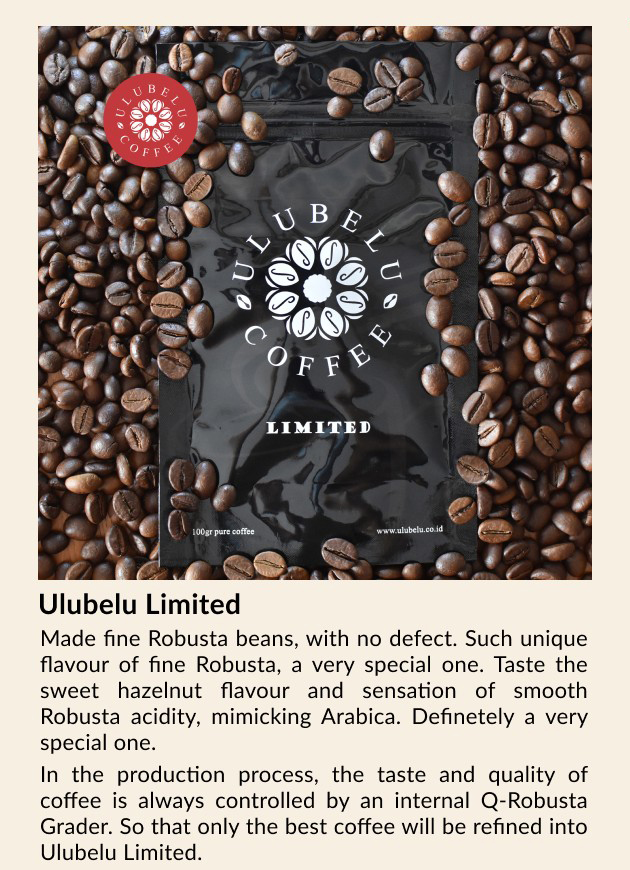 ULUBELU
COFFEE
ULUBELU
COFFEE
LIMITED
100gr pure coffee
www.ulubelu.co.id
Ulubelu Limited
Made fine Robusta beans, with no defect. Such unique
flavour of fine Robusta, a very special one. Taste the
sweet hazelnut flavour and sensation of smooth
Robusta acidity, mimicking Arabica. Definetely a very
special one.
In the production process, the taste and quality of
coffee is always controlled by an internal Q-Robusta
Grader. So that only the best coffee will be refined into
Ulubelu Limited.